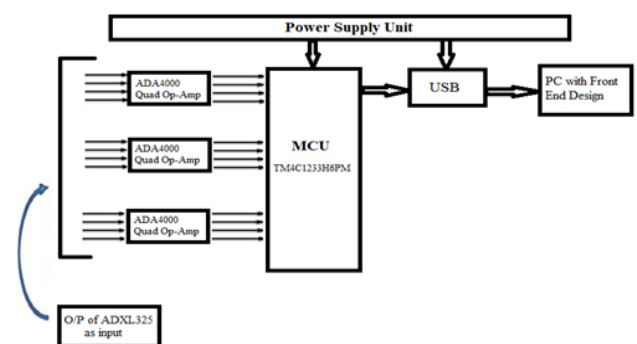 Power Supply Unit
ADA4000
Quad Op-Amp
ADA4000
Quad Op-Amp
ADA4000
Quad Op-Amp
MCU
TM4C1233H6PM
USB
PC with Front
End Design
O/P of ADXL325
as input